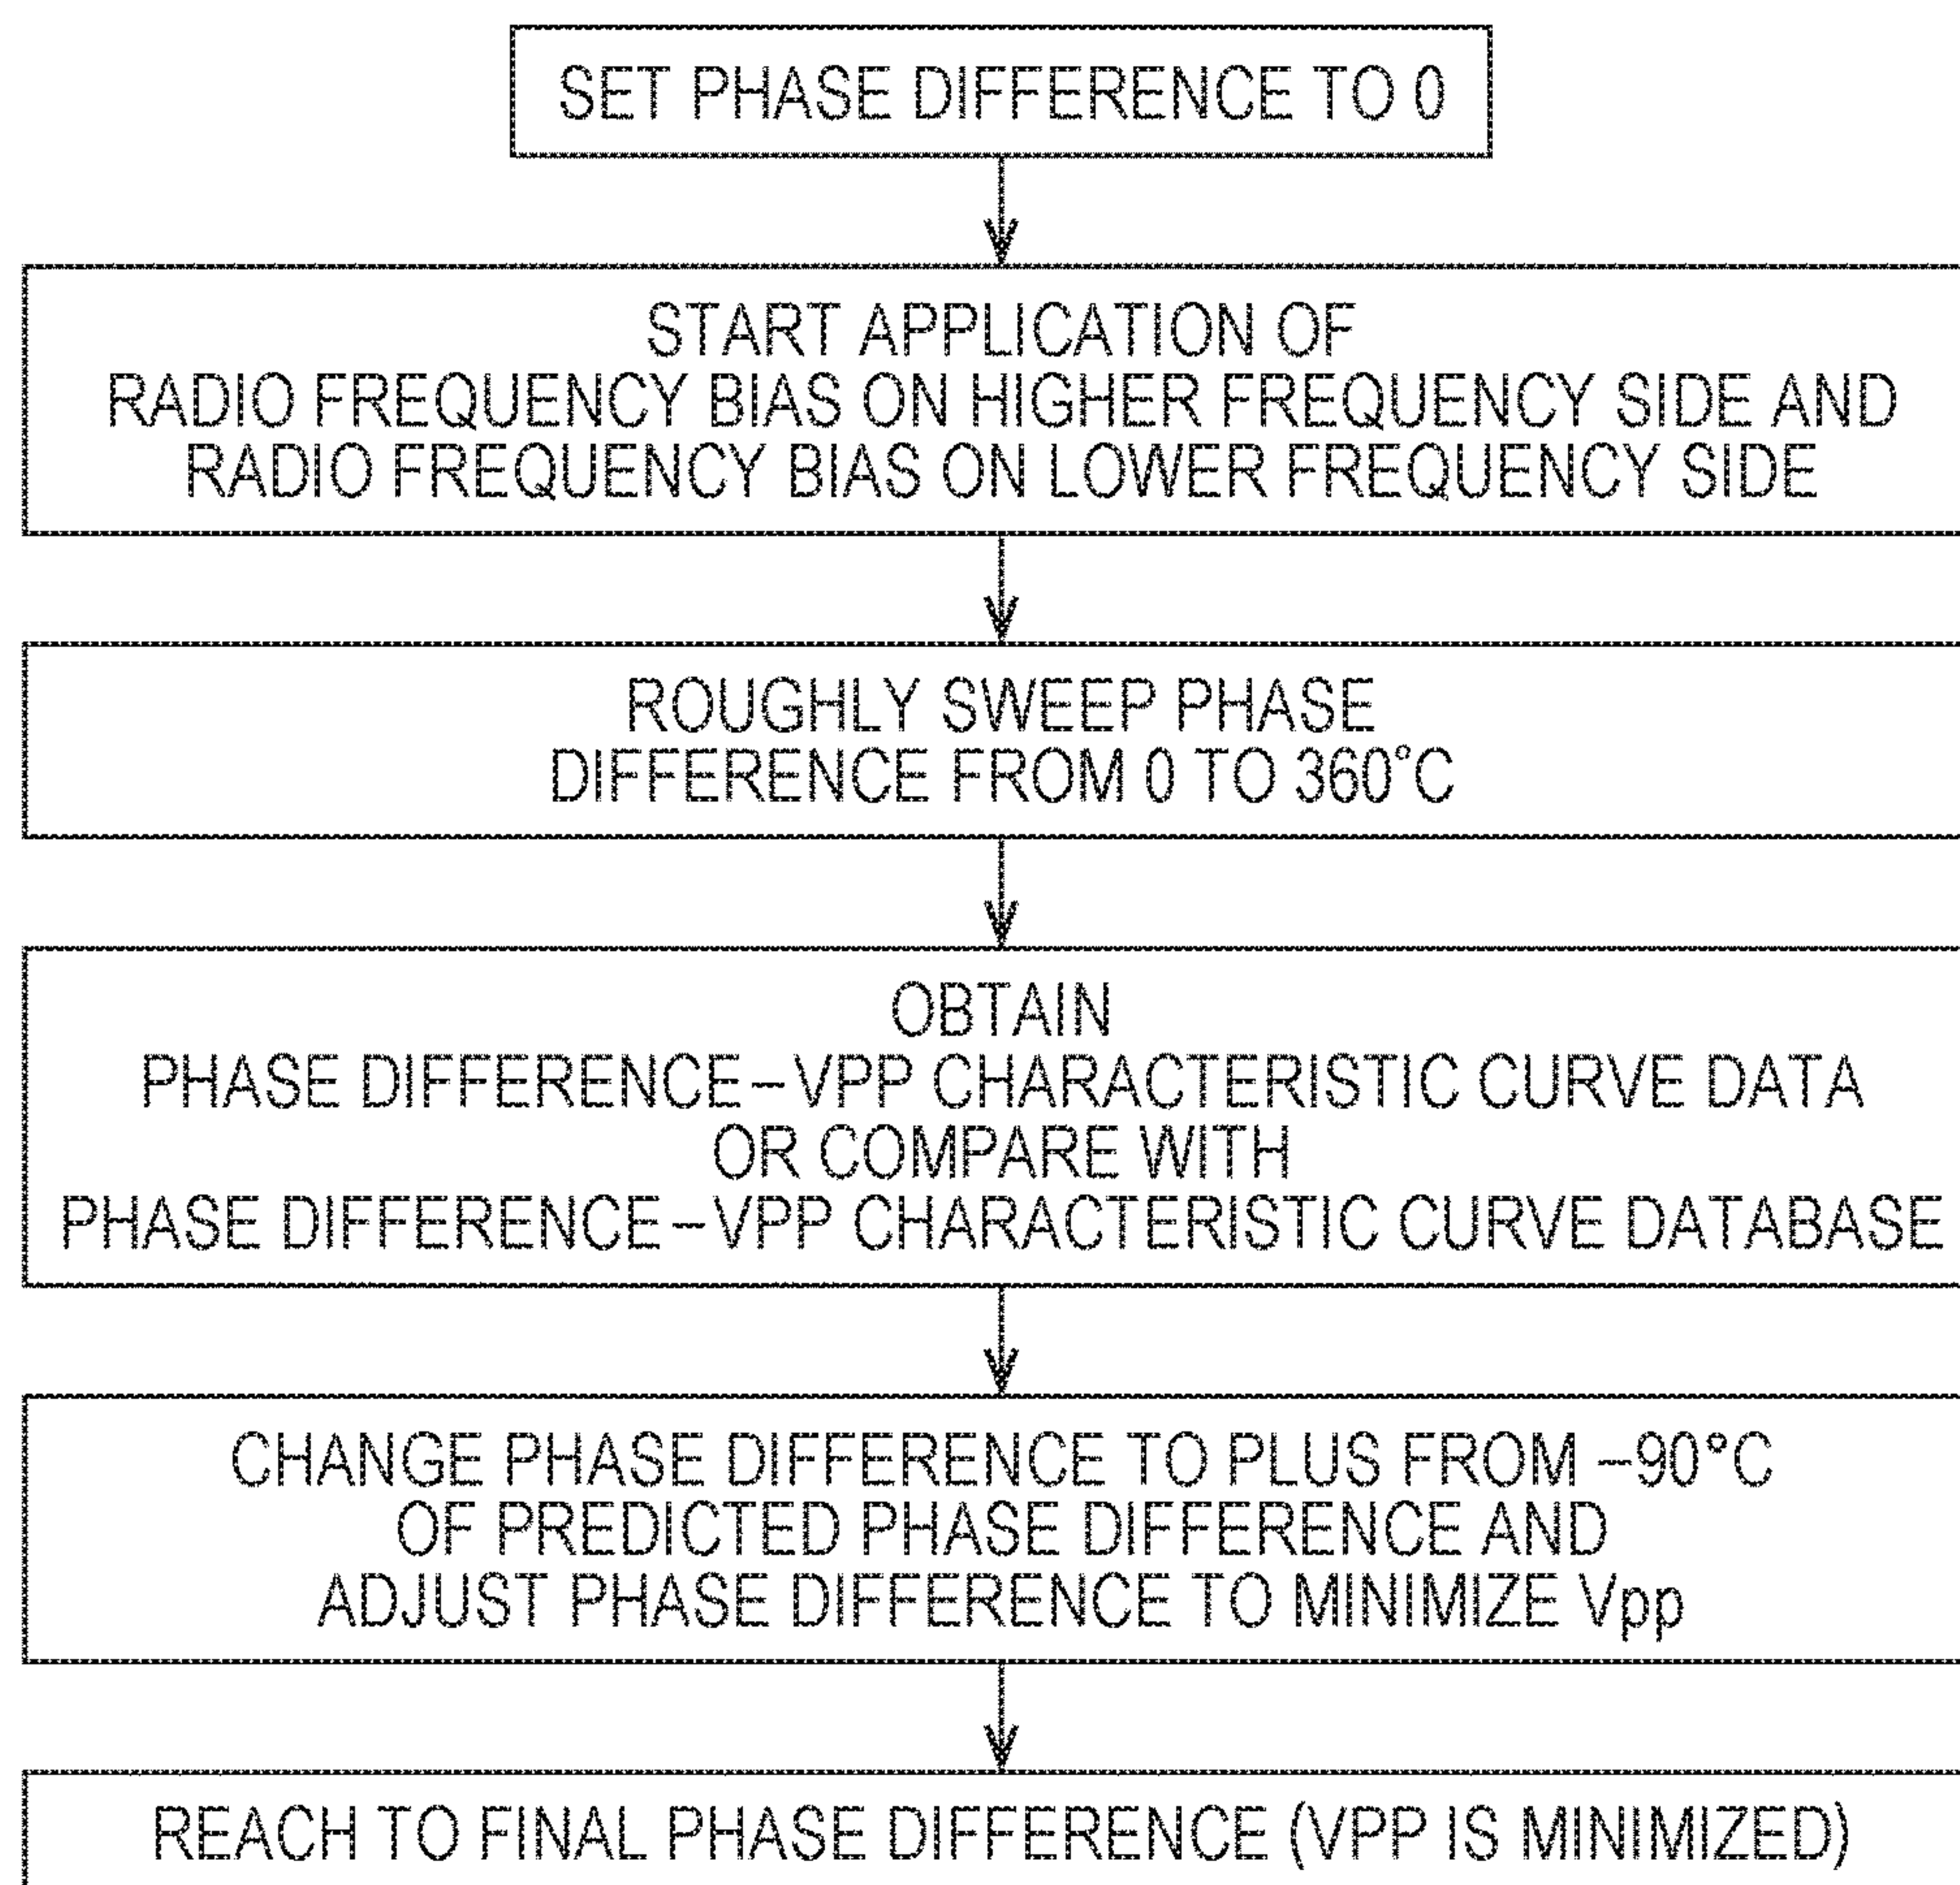 SET PHASE DIFFERENCE TO 0
START APPLICATION OF
RADIO FREQUENCY BIAS ON HIGHER FREQUENCY SIDE AND
RADIO FREQUENCY BIAS ON LOWER FREQUENCY SIDE
ROUGHLY SWEEP PHASE
DIFFERENCE FROM 0 TO 360°C
OBTAIN
PHASE DIFFERENCE–VPP CHARACTERISTIC CURVE DATA
OR COMPARE WITH
PHASE DIFFERENCE–VPP CHARACTERISTIC CURVE DATABASE
CHANGE PHASE DIFFERENCE TO PLUS FROM –90°C
OF PREDICTED PHASE DIFFERENCE AND
ADJUST PHASE DIFFERENCE TO MINIMIZE Vpp
REACH TO FINAL PHASE DIFFERENCE (VPP IS MINIMIZED)